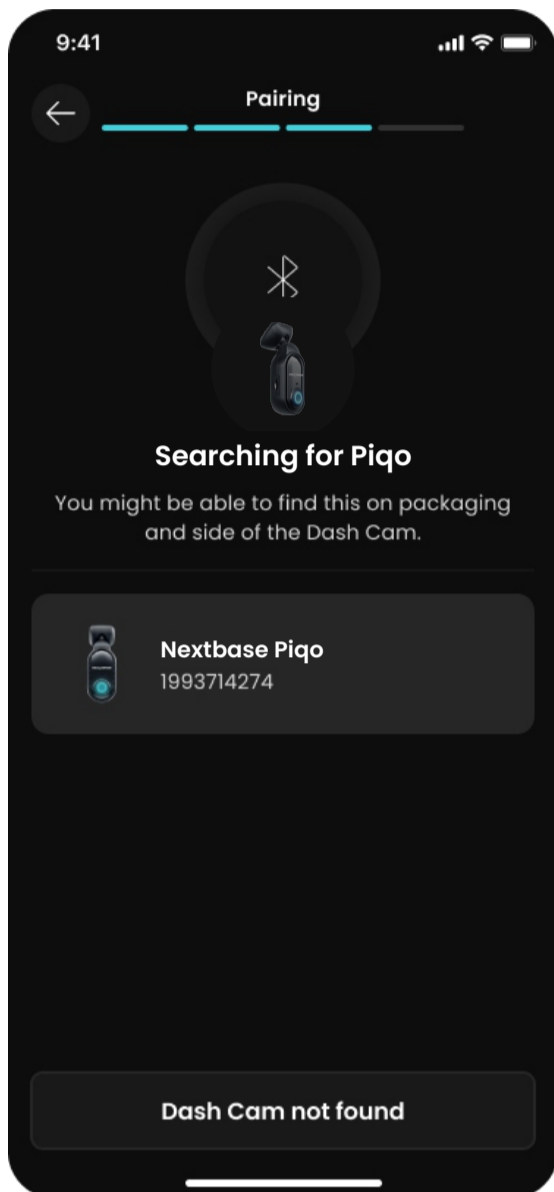 9:41
Pairing
Searching for Piqo
You might be able to find this on packaging
and side of the Dash Cam.
Nextbase Piqo
1993714274
Dash Cam not found